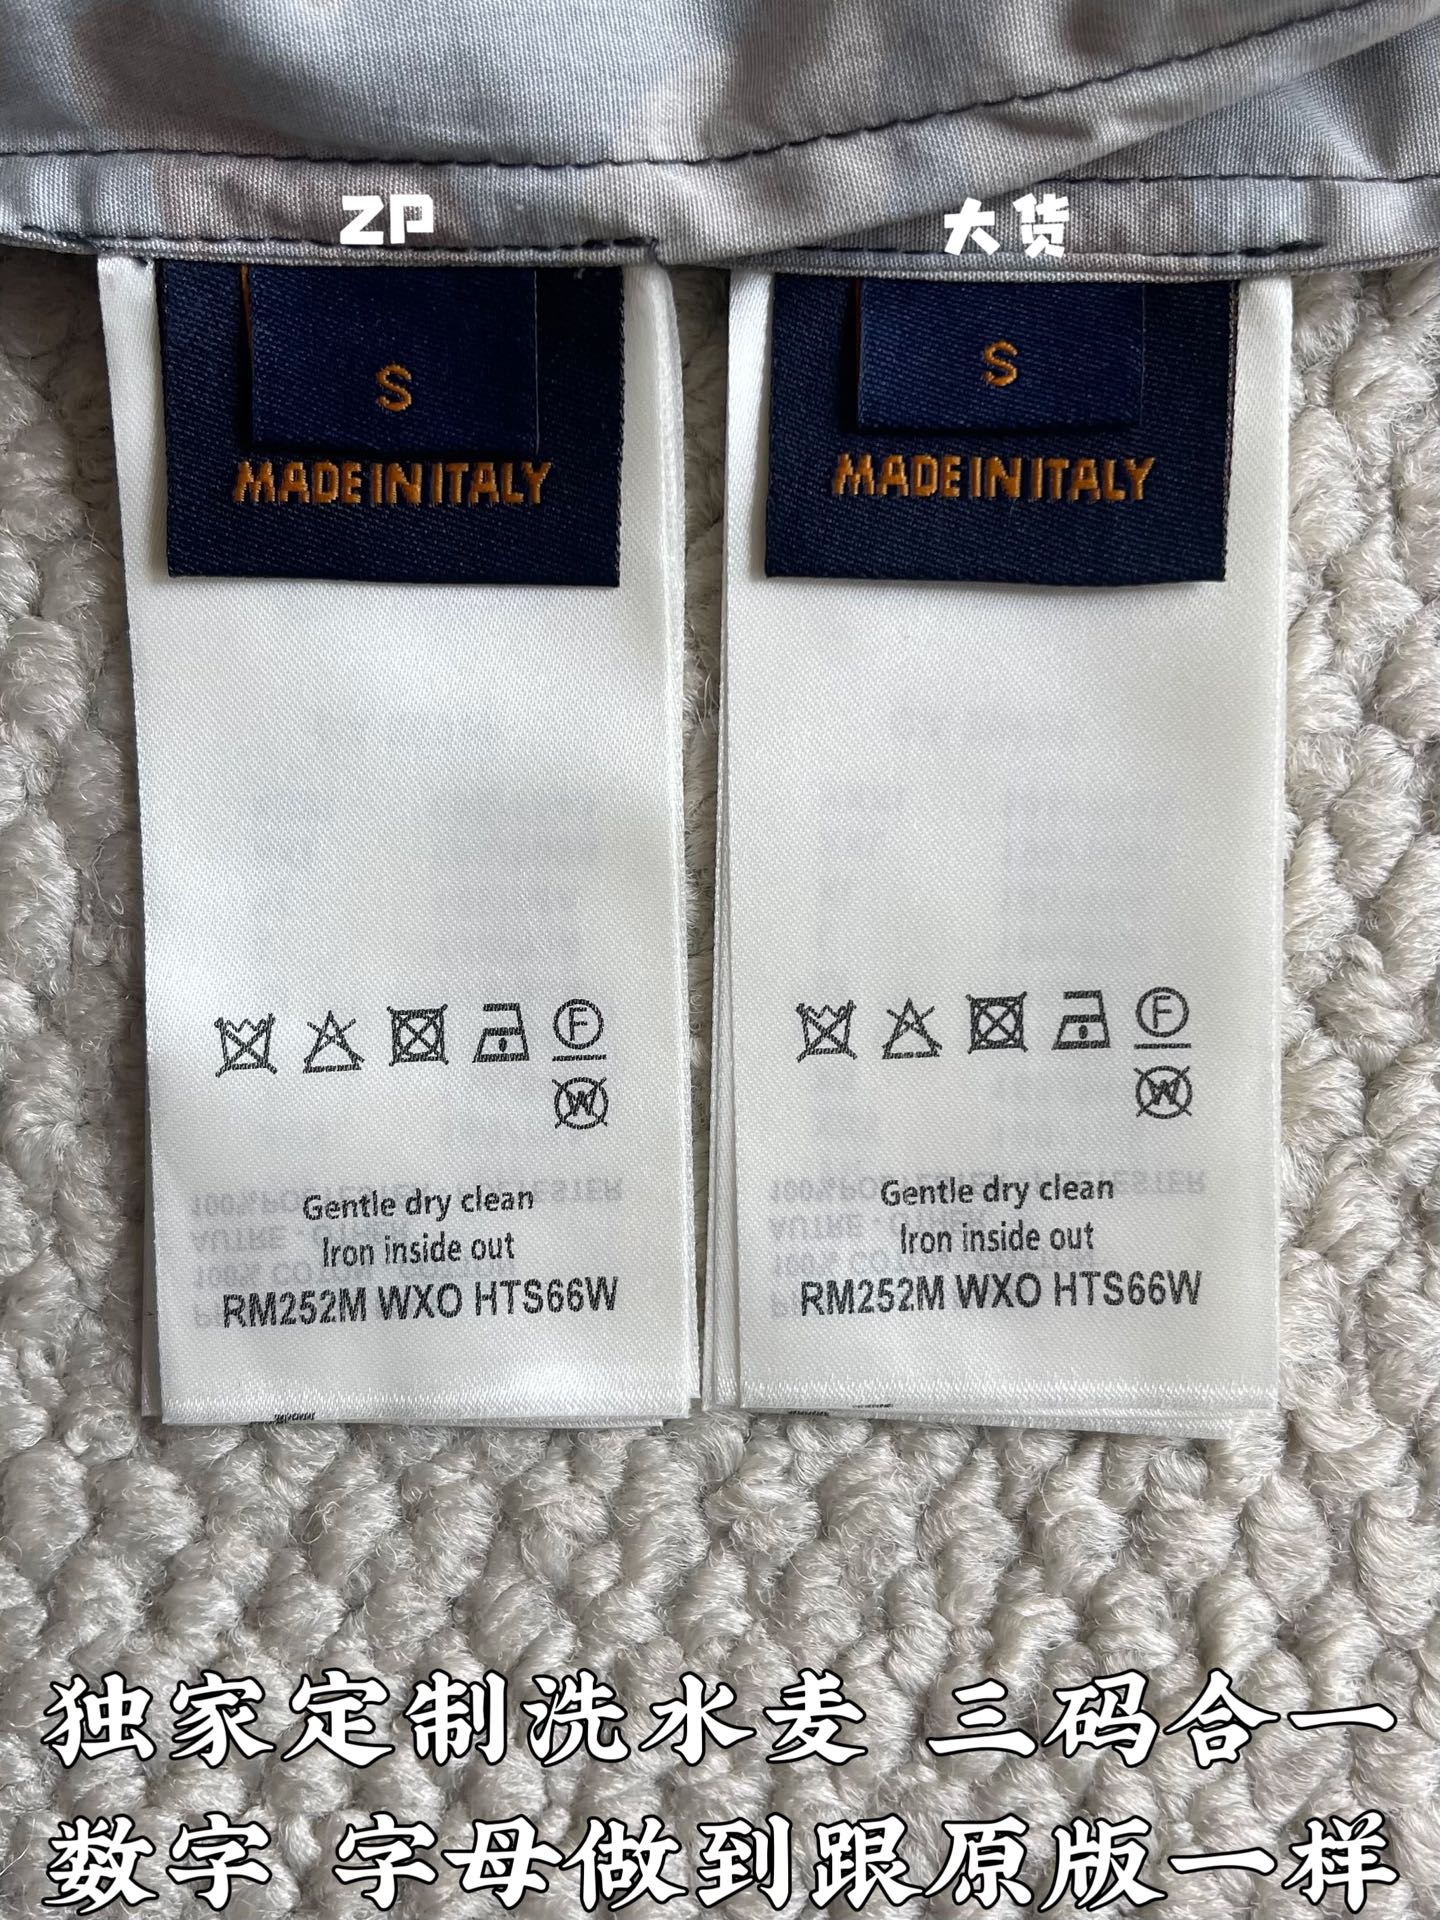 ZP
大货
S
MADE IN ITALY
S
MADE IN ITALY
F
W
F
W
Gentle dry clean
Iron inside out
RM252M WXO HTS66W
Gentle dry clean
Iron inside out
RM252M WXO HTS66W
独家定制洗水麦 三码合一
数字 字母做到跟原版一样